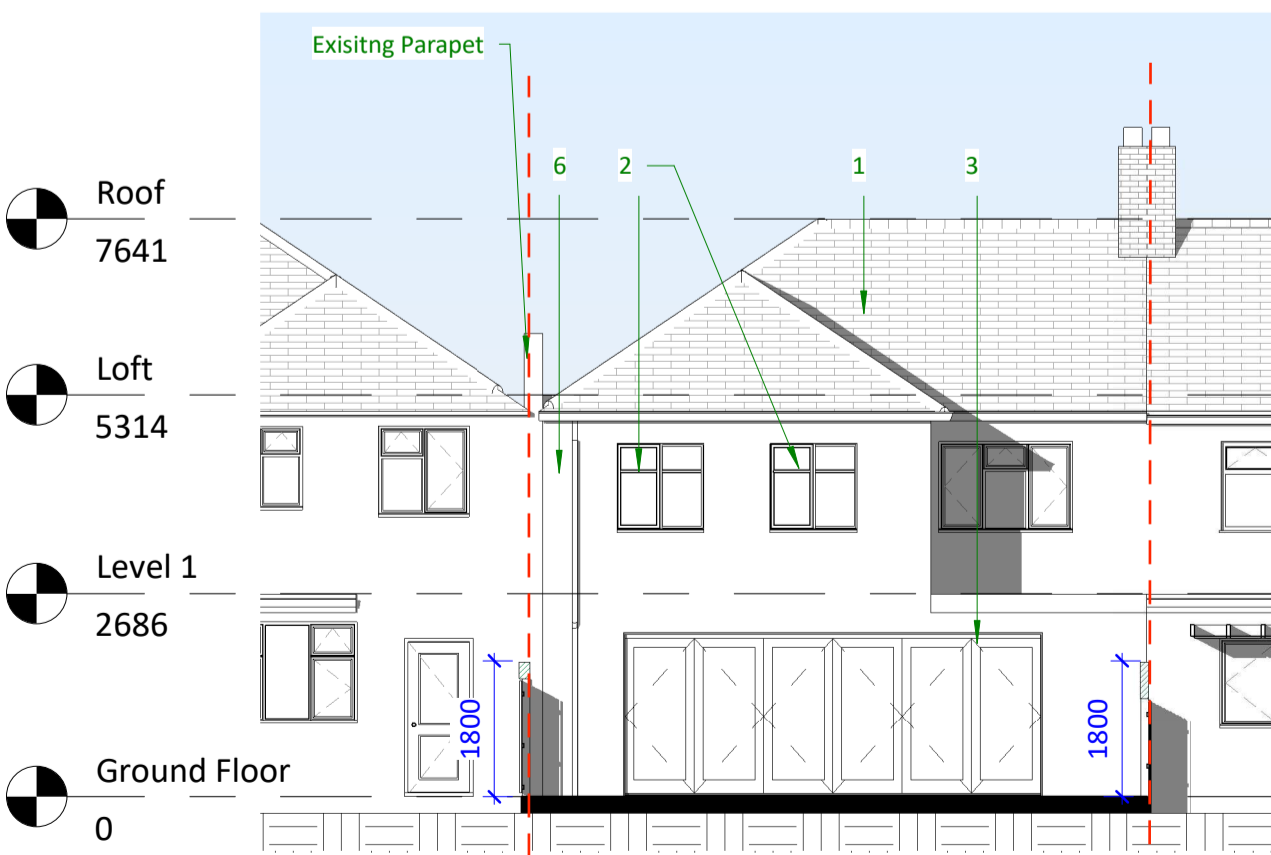 Exisitng Parapet
6
2
1
3
Roof
7641
Loft
5314
Level 1
2686
1800
1800
Ground Floor
0